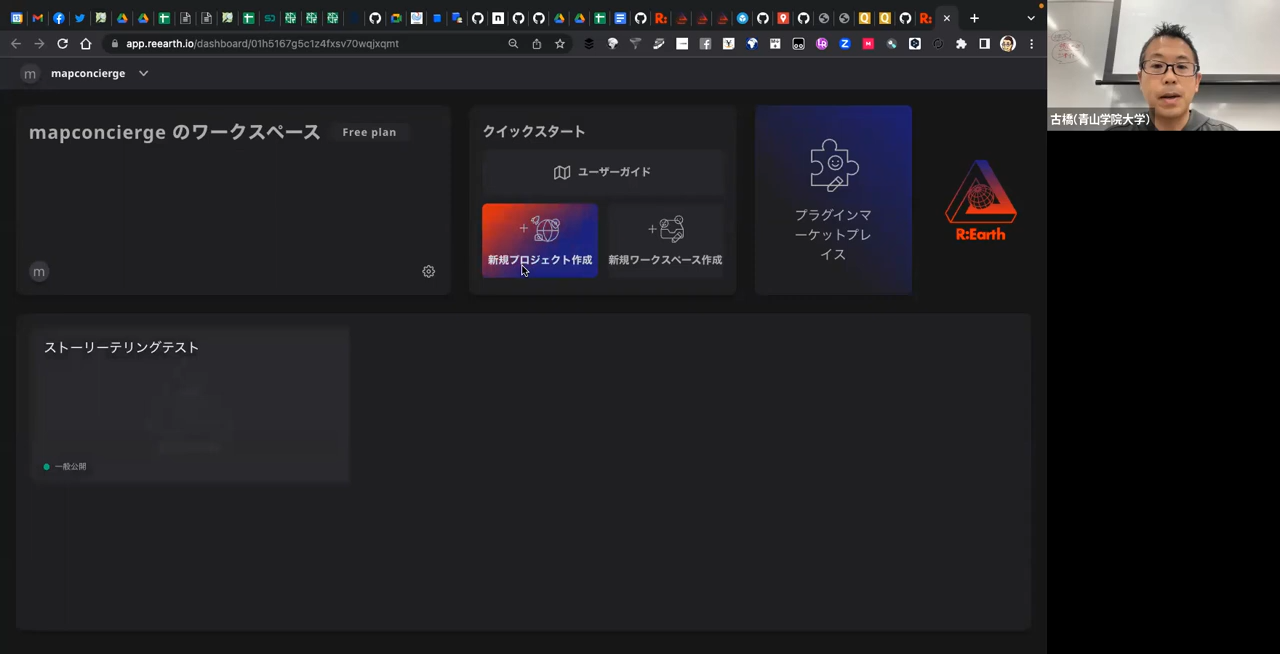 app.reearth.io/dashboard/01h5167g5c1z4fxsv70wqjxqmt
m mapconcierge
mapconcierge のワークスペース
Free plan
m
クイックスタート
ユーザーガイド
新規プロジェクト作成
新規ワークスペース作成
プラグインマ
ーケットプレ
イス
R:Earth
ストーリーテリングテスト
一般公開
古橋(青山学院大学)